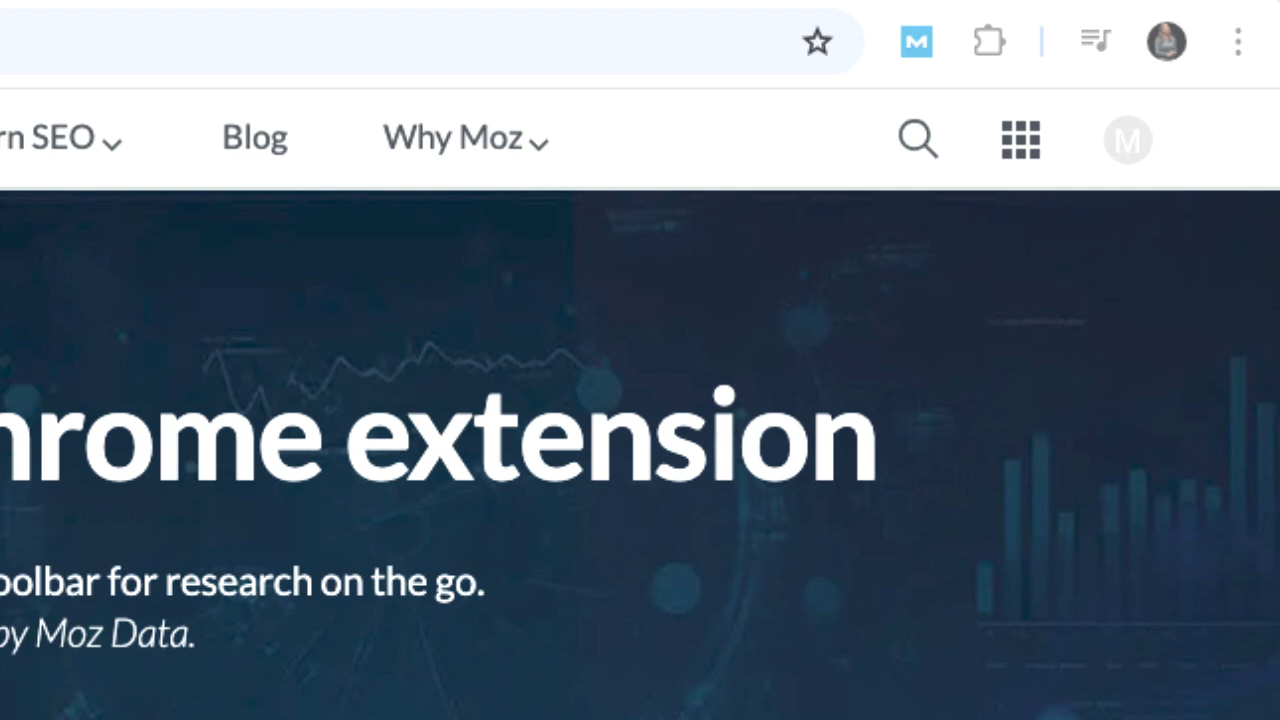 M
rn SEO Blog Why Moz M
hrome extension
oolbar for research on the go.
by Moz Data.